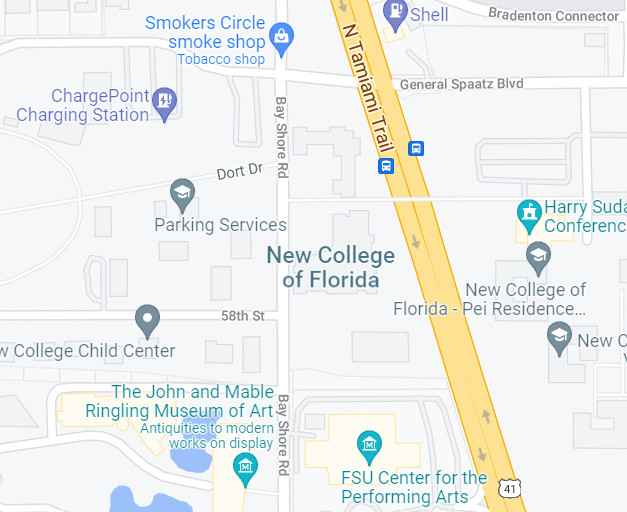 Smokers Circle
smoke shop
Tobacco shop
Shell
Bradenton Connector
General Spaatz Blvd
N Tamiami Trail
ChargePoint
Charging Station
Bay Shore Rd
Dort Dr
Parking Services
Harry Suda
Conferenc
New College
of Florida
New College of
Florida - Pei Residence...
58th St
w College Child Center
New C
The John and Mable
Ringling Museum of Art
Antiquities to modern
works on display
Bay Shore Rd
FSU Center for the
Performing Arts
41